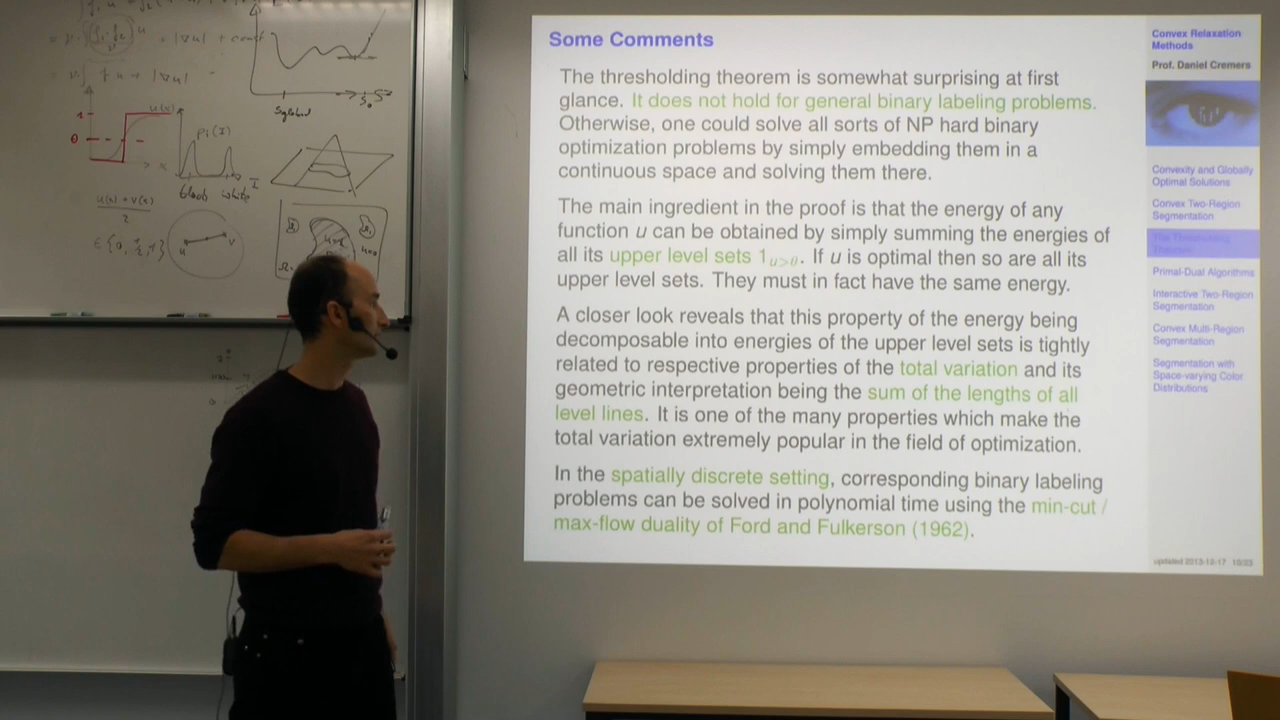 u(x)
1
θ
Pi(I)
black white
u(x) + v(x)
2
u
v
Some Comments
The thresholding theorem is somewhat surprising at first
glance. It does not hold for general binary labeling problems.
Otherwise, one could solve all sorts of NP hard binary
optimization problems by simply embedding them in a
continuous space and solving them there.
The main ingredient in the proof is that the energy of any
function u can be obtained by simply summing the energies of
all its upper level sets 1u>θ. If u is optimal then so are all its
upper level sets. They must in fact have the same energy.
A closer look reveals that this property of the energy being
decomposable into energies of the upper level sets is tightly
related to respective properties of the total variation and its
geometric interpretation being the sum of the lengths of all
level lines. It is one of the many properties which make the
total variation extremely popular in the field of optimization.
In the spatially discrete setting, corresponding binary labeling
problems can be solved in polynomial time using the min-cut /
max-flow duality of Ford and Fulkerson (1962).
Convex Relaxation
Methods
Prof. Daniel Cremers
Convexity and Globally
Optimal Solutions
Convex Two-Region
Segmentation
The Thresholding
Theorem
Primal-Dual Algorithms
Interactive Two-Region
Segmentation
Convex Multi-Region
Segmentation
Segmentation with
Space-varying Color
Distributions
updated 2013-12-17